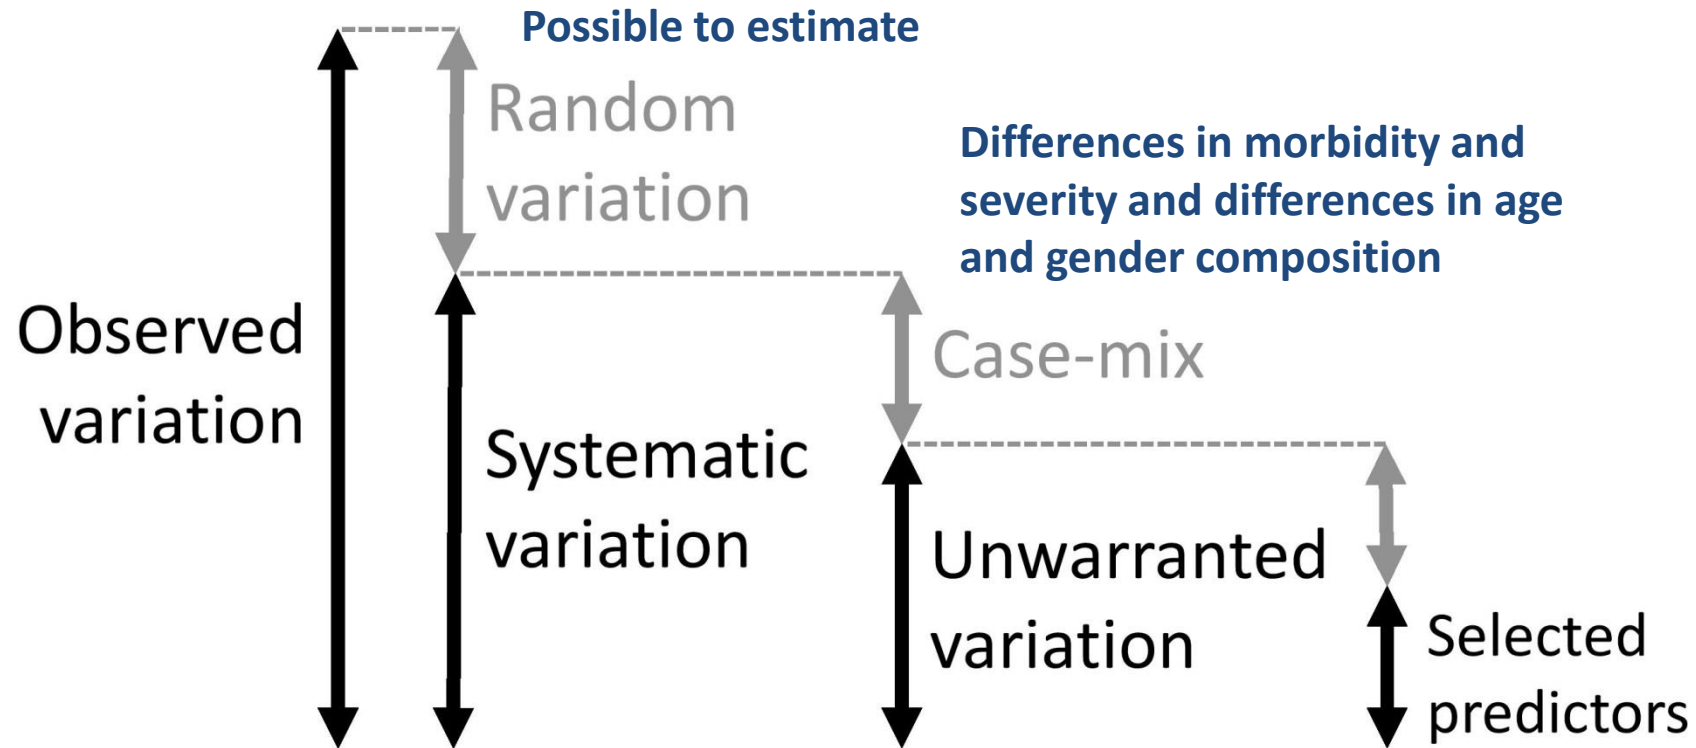 Possible to estimate
Random
variation
Differences in morbidity and
severity and differences in age
and gender composition
Observed
variation
Case-mix
Systematic
variation
Unwarranted
variation
Selected
predictors